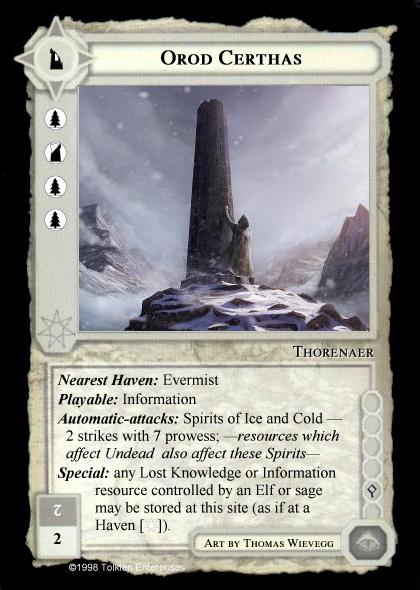 OROD CERTHAS
THORENAER
Nearest Haven: Evermist
Playable: Information
Automatic-attacks: Spirits of Ice and Cold —
2 strikes with 7 prowess; —resources which
affect Undead also affect these Spirits—
Special: any Lost Knowledge or Information
resource controlled by an Elf or sage
may be stored at this site (as if at a
Haven [ ]).
2
2
ART BY THOMAS WIEVEGG
©1998 Tolkien Enterprises